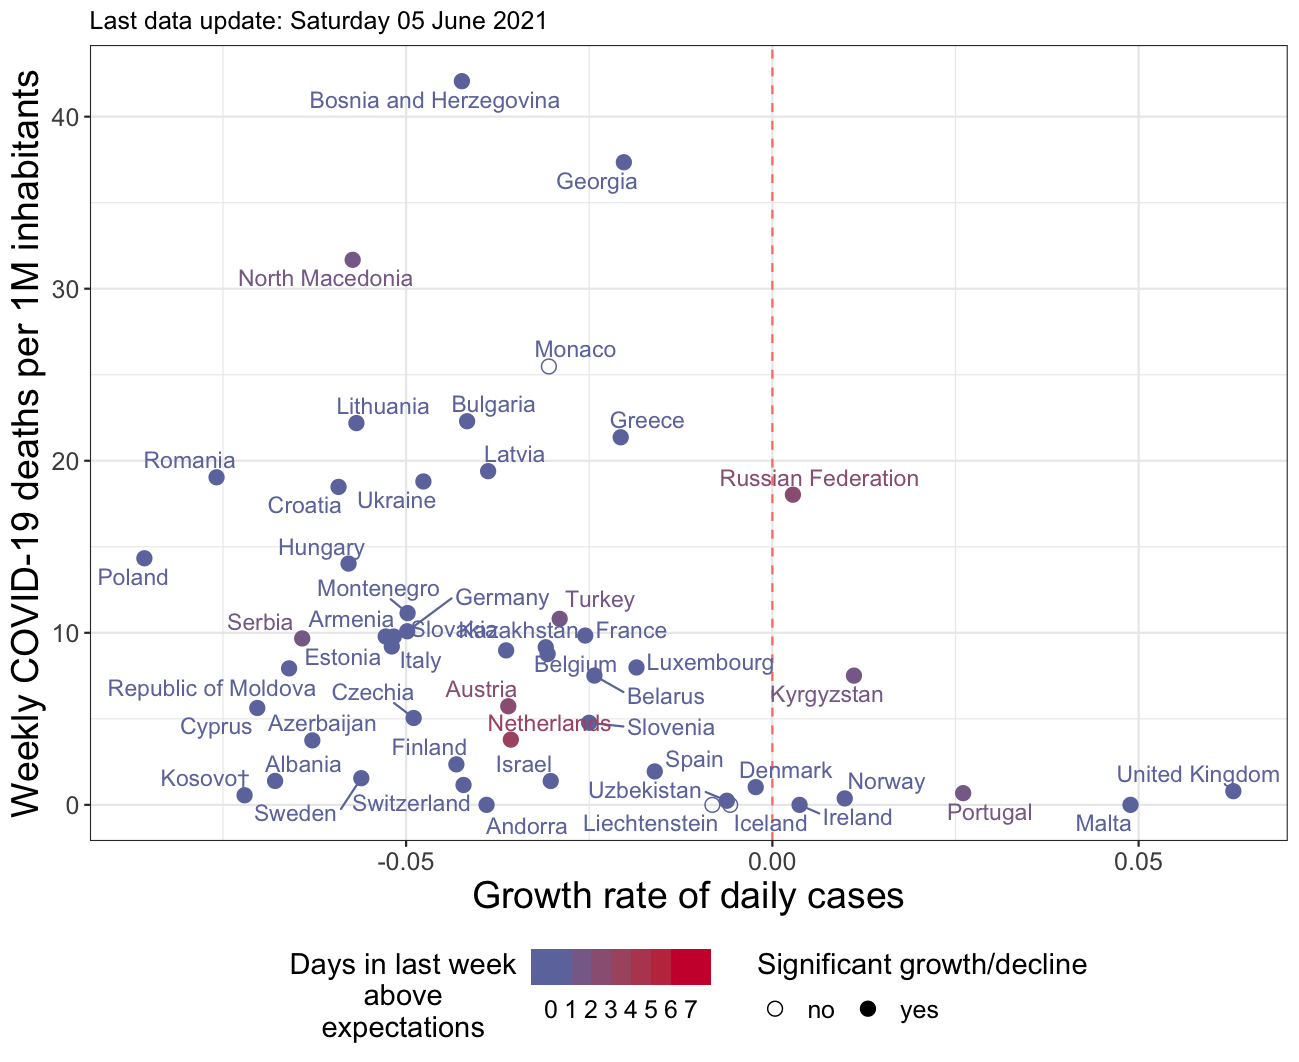 Last data update: Saturday 05 June 2021
Weekly COVID-19 deaths per 1M inhabitants
40
30
20
10
0
Bosnia and Herzegovina
Georgia
North Macedonia
Monaco
Lithuania
Bulgaria
Greece
Latvia
Romania
Russian Federation
Croatia
Ukraine
Hungary
Poland
Montenegro
Germany
Turkey
Serbia
Armenia
Slovakia
Kazakhstan
France
Estonia
Italy
Belgium
Luxembourg
Republic of Moldova
Czechia
Austria
Belarus
Kyrgyzstan
Cyprus
Azerbaijan
Netherlands
Slovenia
Finland
Albania
Israel
Spain
Denmark
Norway
United Kingdom
Kosovo†
Sweden
Switzerland
Uzbekistan
Andorra
Liechtenstein
Iceland
Ireland
Portugal
Malta
-0.05
0.00
0.05
Growth rate of daily cases
Days in last week
above
expectations
0 1 2 3 4 5 6 7
Significant growth/decline
no
yes